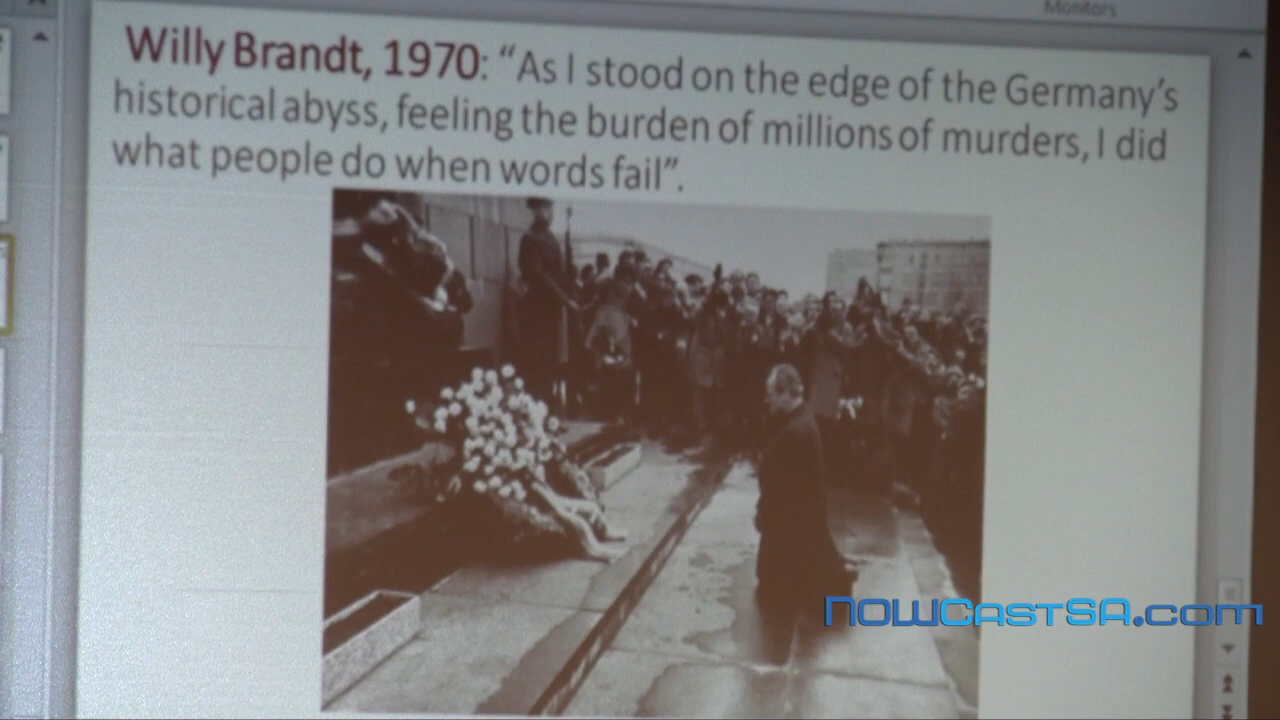 Monitors
Willy Brandt, 1970: “As I stood on the edge of the Germany’s
historical abyss, feeling the burden of millions of murders, I did
what people do when words fail”.
NOWCASTSA.com